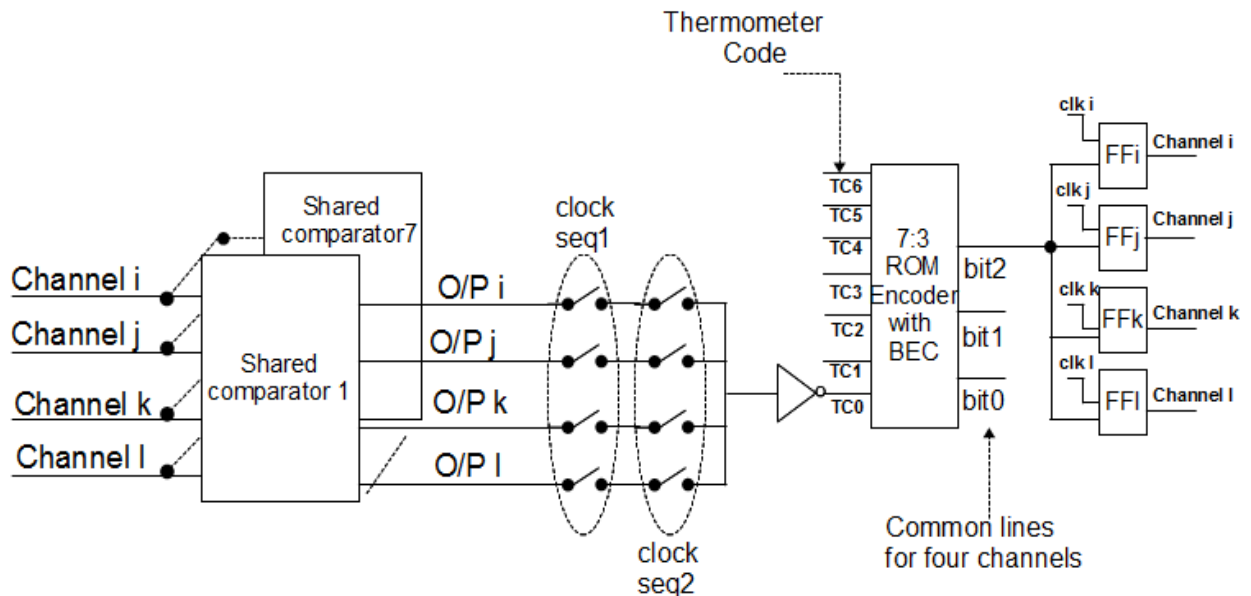 Thermometer
Code
clk i
Channel i
FFi
clk j
Channel j
FFj
clk k
Channel k
FFk
clk l
Channel l
FFl
TC6
TC5
TC4
TC3
TC2
TC1
TC0
7:3
ROM
Encoder
with
BEC
bit2
bit1
bit0
Shared
comparator7
clock
seq1
Channel i
Channel j
Channel k
Channel l
Shared
comparator 1
O/P i
O/P j
O/P k
O/P l
clock
seq2
Common lines
for four channels